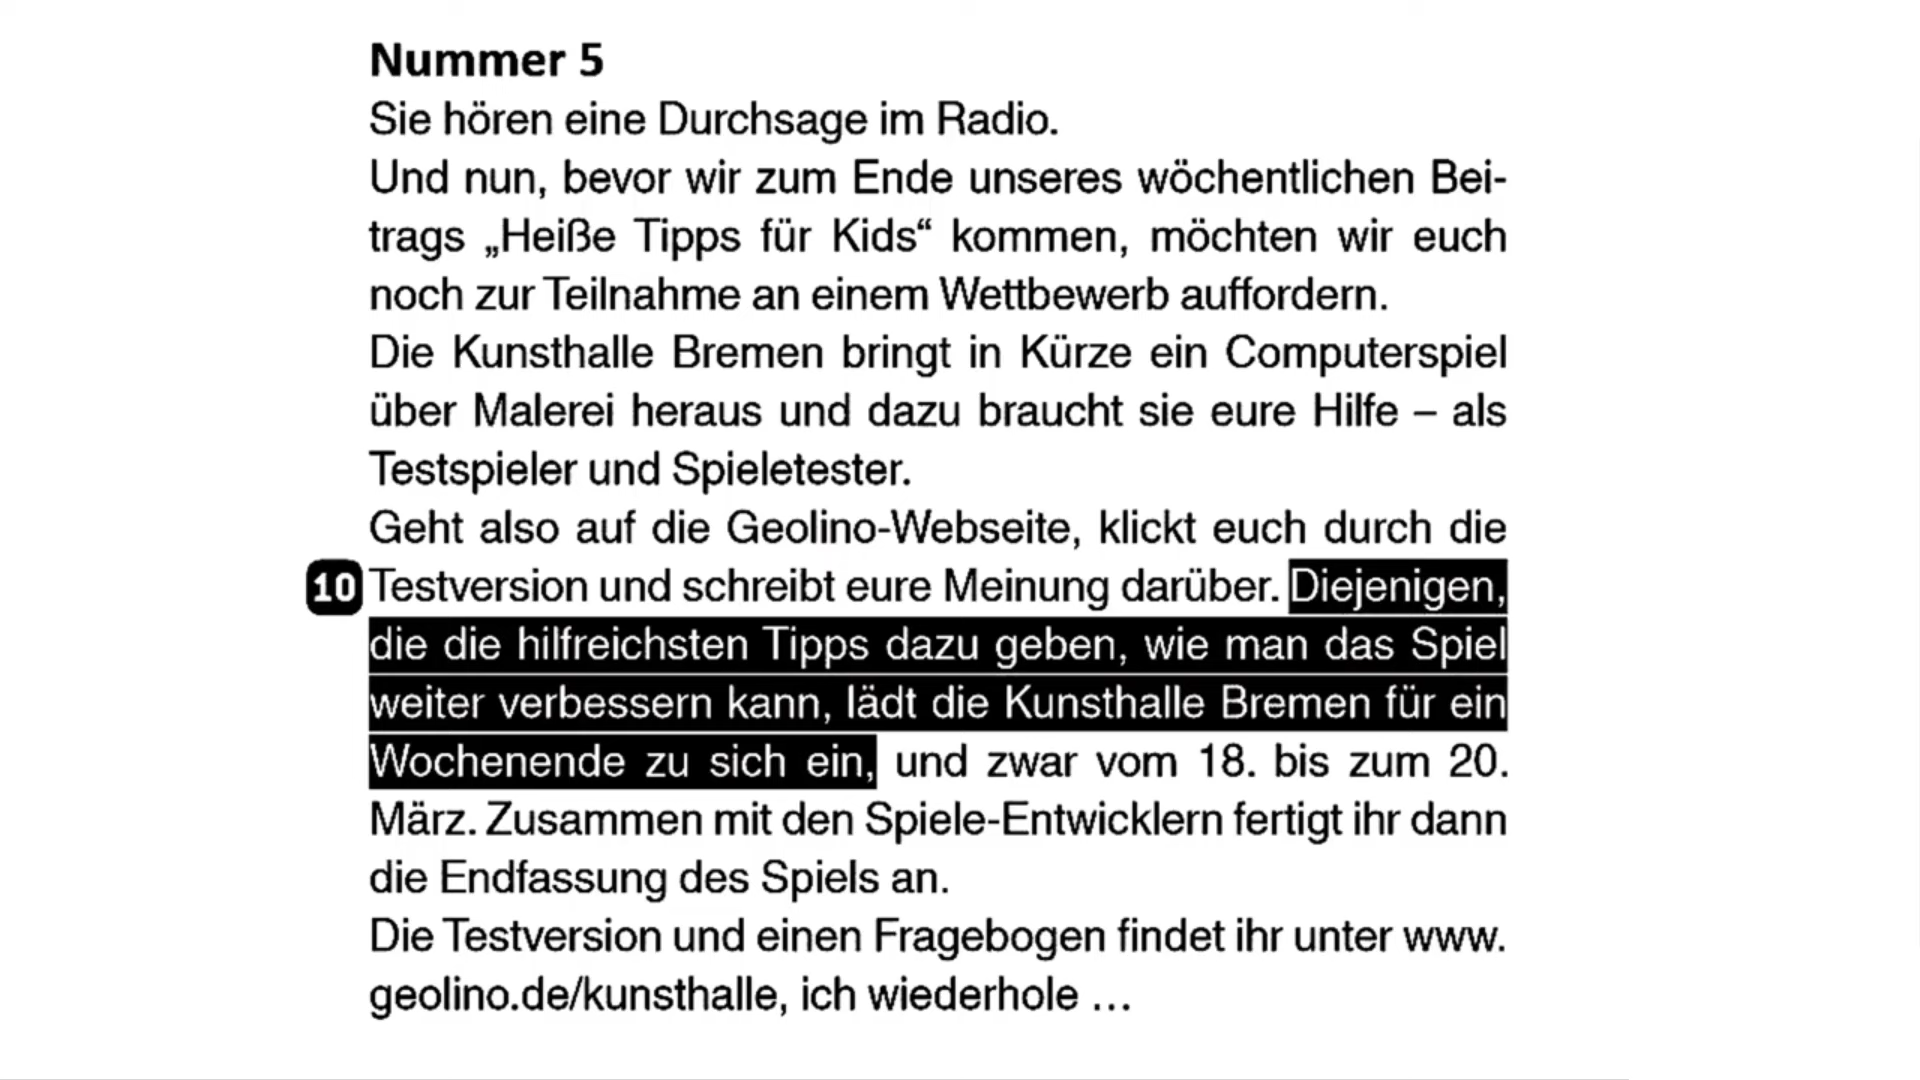 Nummer 5
Sie hören eine Durchsage im Radio.
Und nun, bevor wir zum Ende unseres wöchentlichen Bei-
trags „Heiße Tipps für Kids“ kommen, möchten wir euch
noch zur Teilnahme an einem Wettbewerb auffordern.
Die Kunsthalle Bremen bringt in Kürze ein Computerspiel
über Malerei heraus und dazu braucht sie eure Hilfe – als
Testspieler und Spieletester.
Geht also auf die Geolino-Webseite, klickt euch durch die
10 Testversion und schreibt eure Meinung darüber. Diejenigen,
die die hilfreichsten Tipps dazu geben, wie man das Spiel
weiter verbessern kann, lädt die Kunsthalle Bremen für ein
Wochenende zu sich ein, und zwar vom 18. bis zum 20.
März. Zusammen mit den Spiele-Entwicklern fertigt ihr dann
die Endfassung des Spiels an.
Die Testversion und einen Fragebogen findet ihr unter www.
geolino.de/kunsthalle, ich wiederhole …